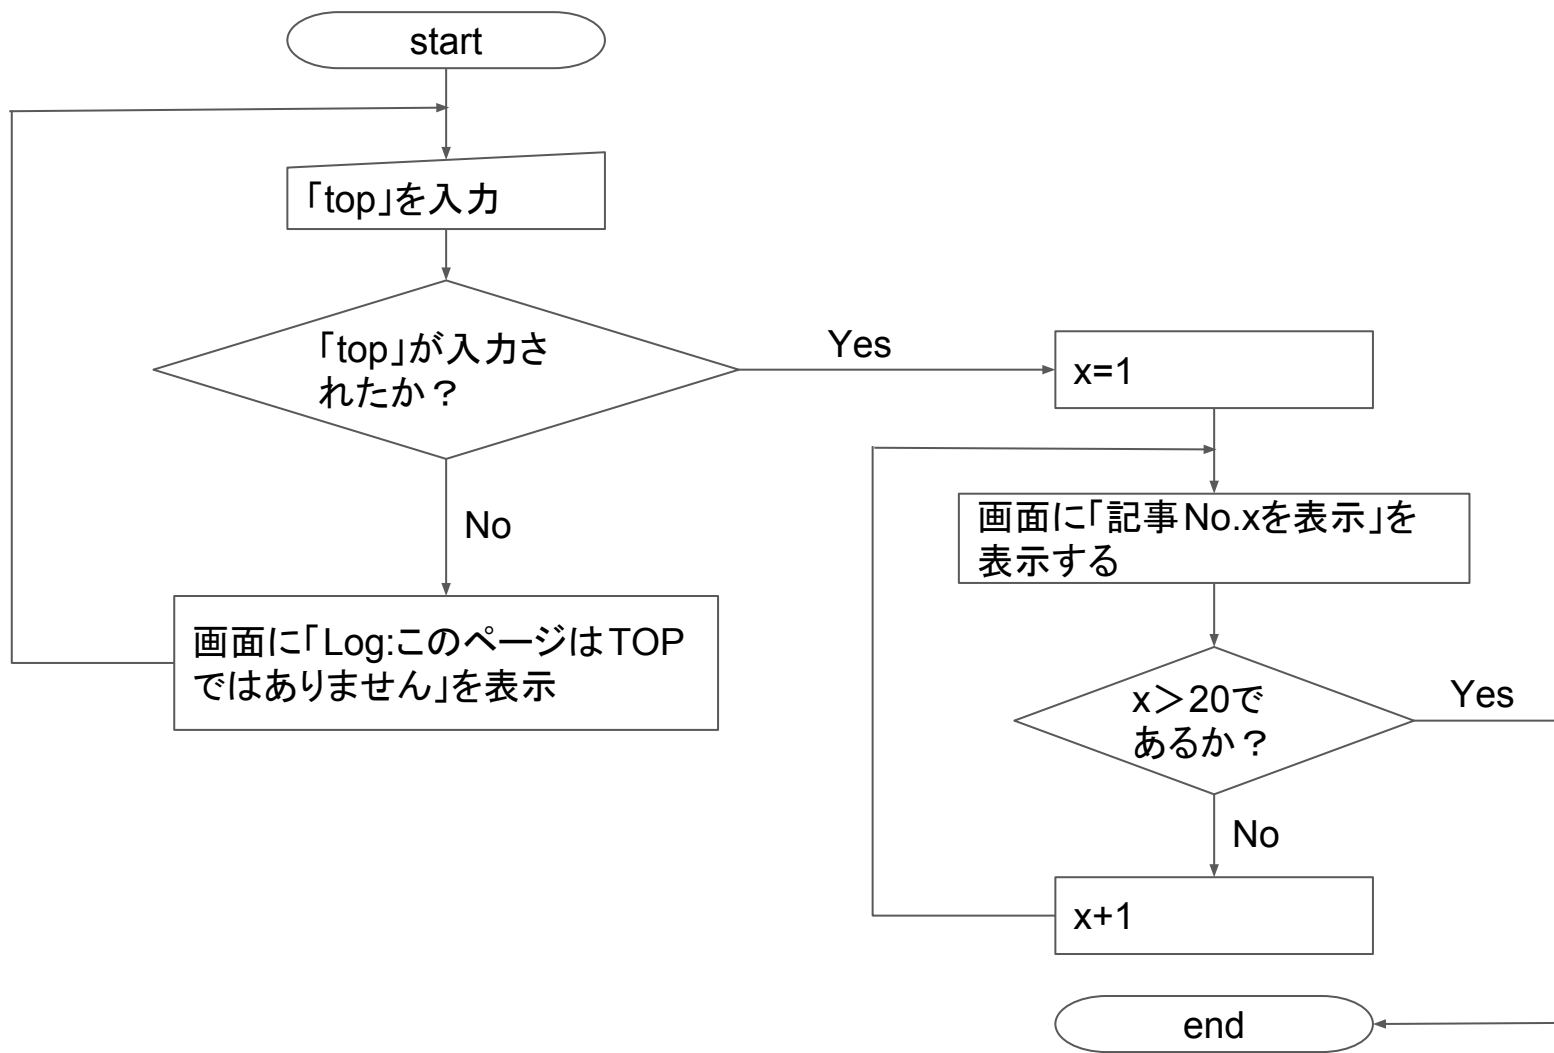 start
「top」を入力
「top」が入力さ
れたか？
Yes
x=1
No
画面に「Log:このページはTOP
ではありません」を表示
画面に「記事No.xを表示」を
表示する
x＞20で
あるか？
Yes
No
x+1
end